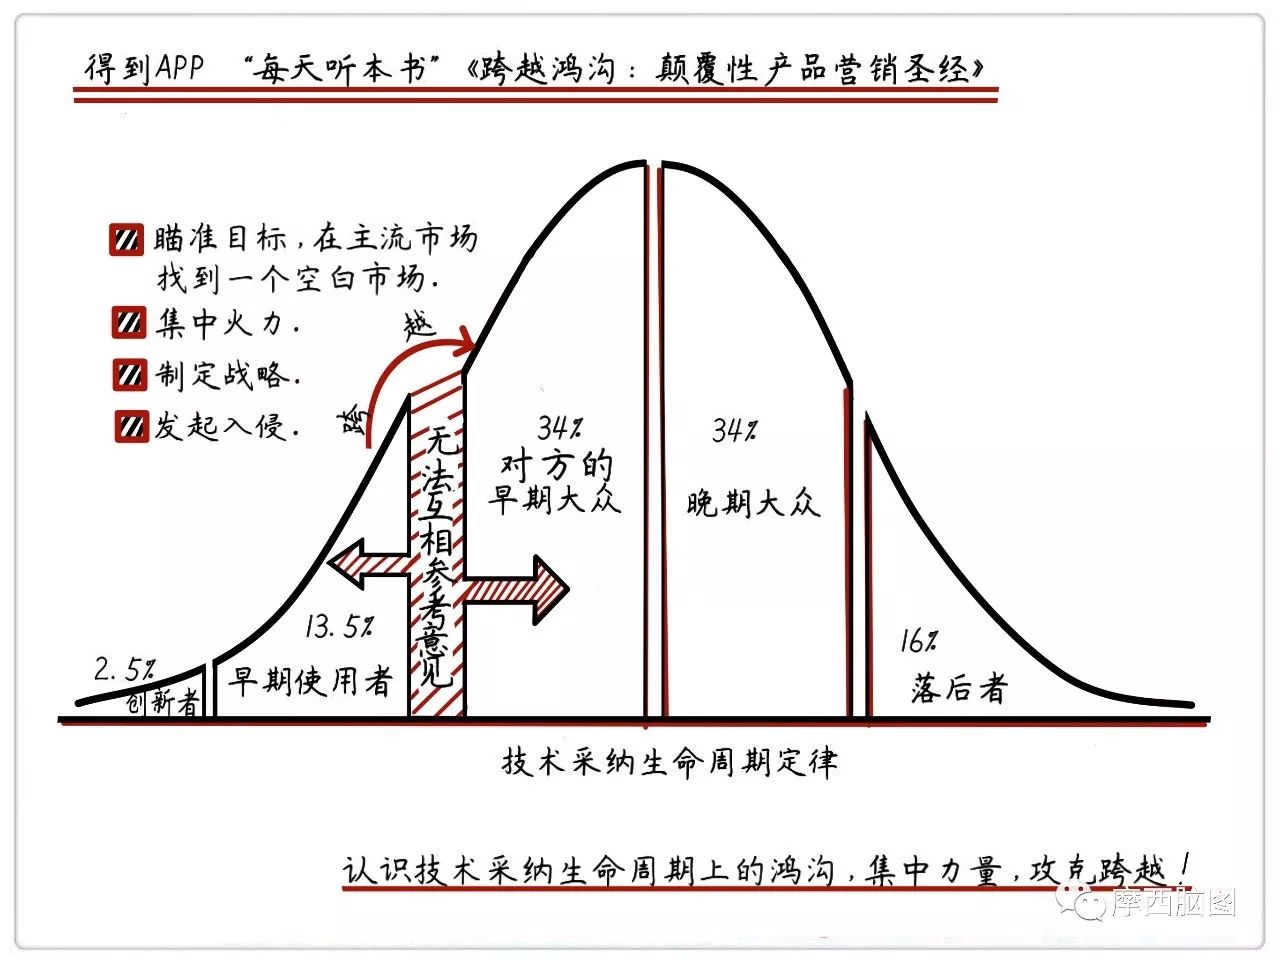 得到APP “每天听本书”《跨越鸿沟：颠覆性产品营销圣经》
瞄准目标，在主流市场
找到一个空白市场.
集中火力.
制定战略.
发起入侵.
跨越
无法互相参考意见
2.5%
创新者
13.5%
早期使用者
34%
对方的
早期大众
34%
晚期大众
16%
落后者
技术采纳生命周期定律
认识技术采纳生命周期上的鸿沟，集中力量，攻克跨越！
摩西脑图